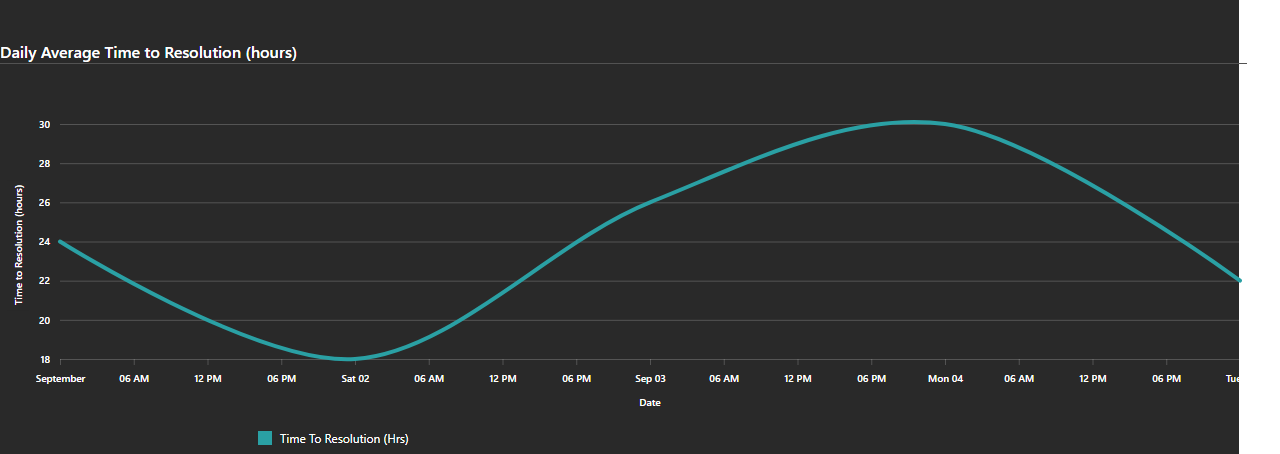 Daily Average Time to Resolution (hours)
30
28
26
24
22
20
18
Time to Resolution (hours)
September 06 AM 12 PM 06 PM Sat 02 06 AM 12 PM 06 PM Sep 03 06 AM 12 PM 06 PM Mon 04 06 AM 12 PM 06 PM Tue
Date
Time To Resolution (Hrs)